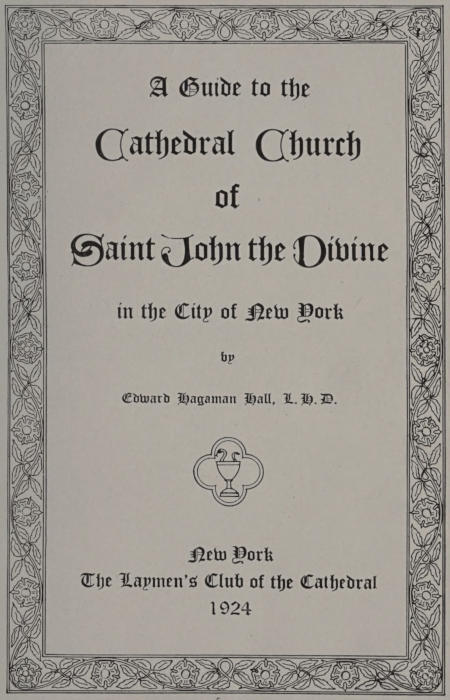 A Guide to the
Cathedral Church
of
Saint John the Divine
in the City of New York
by
Edward Hagaman Hall, L. H. D.
New York
The Laymen's Club of the Cathedral
1924